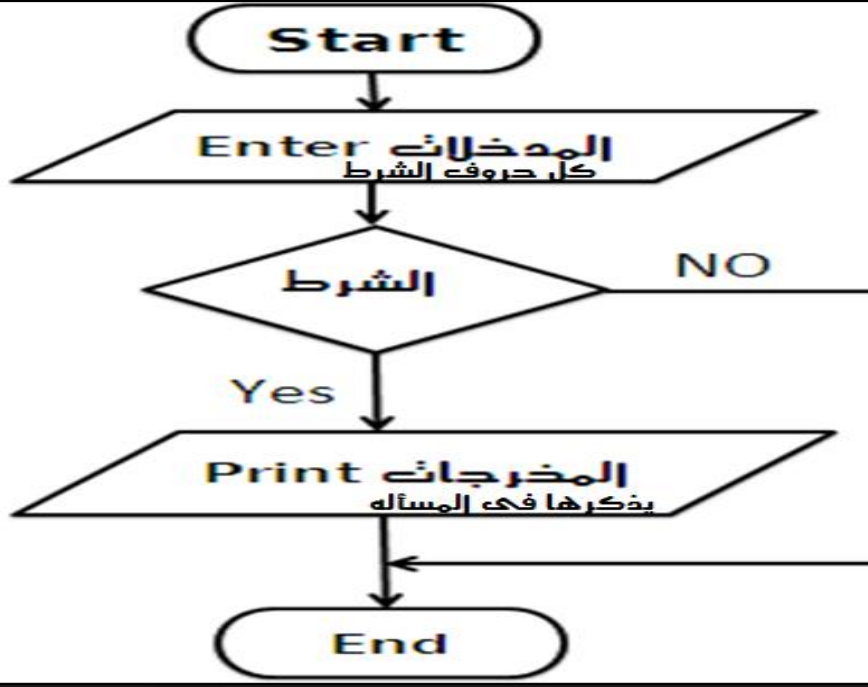 Start
Enter المدخلات
كل حروف الشرط
الشرط
NO
Yes
Print المخرجات
يذكرها فى المسأله
End